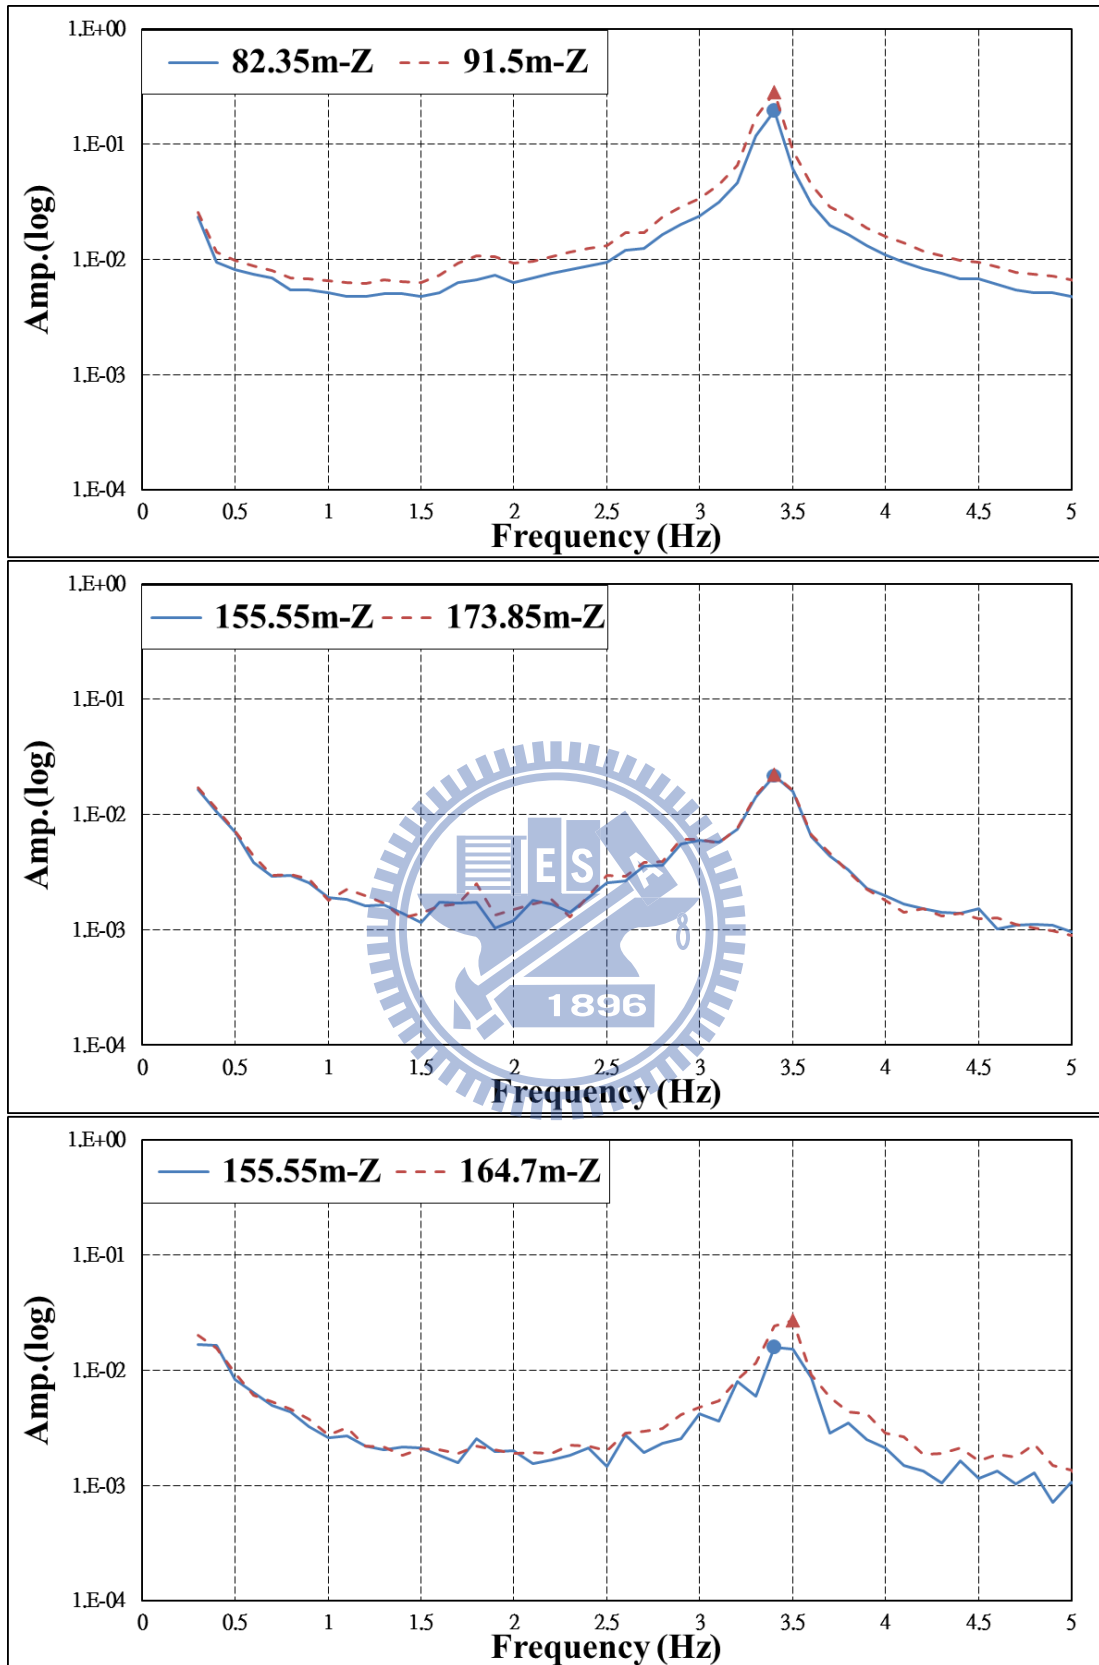 1.E+00
82.35m-Z 91.5m-Z
1.E-01
1.E-02
1.E-03
1.E-04
Amp.(log)
0 0.5 1 1.5 2 2.5 3 3.5 4 4.5 5
Frequency (Hz)
1.E+00
155.55m-Z 173.85m-Z
1.E-01
1.E-02
1.E-03
1.E-04
Amp.(log)
E S
1896
0 0.5 1 1.5 2 2.5 3 3.5 4 4.5 5
Frequency (Hz)
1.E+00
155.55m-Z 164.7m-Z
1.E-01
1.E-02
1.E-03
1.E-04
Amp.(log)
0 0.5 1 1.5 2 2.5 3 3.5 4 4.5 5
Frequency (Hz)